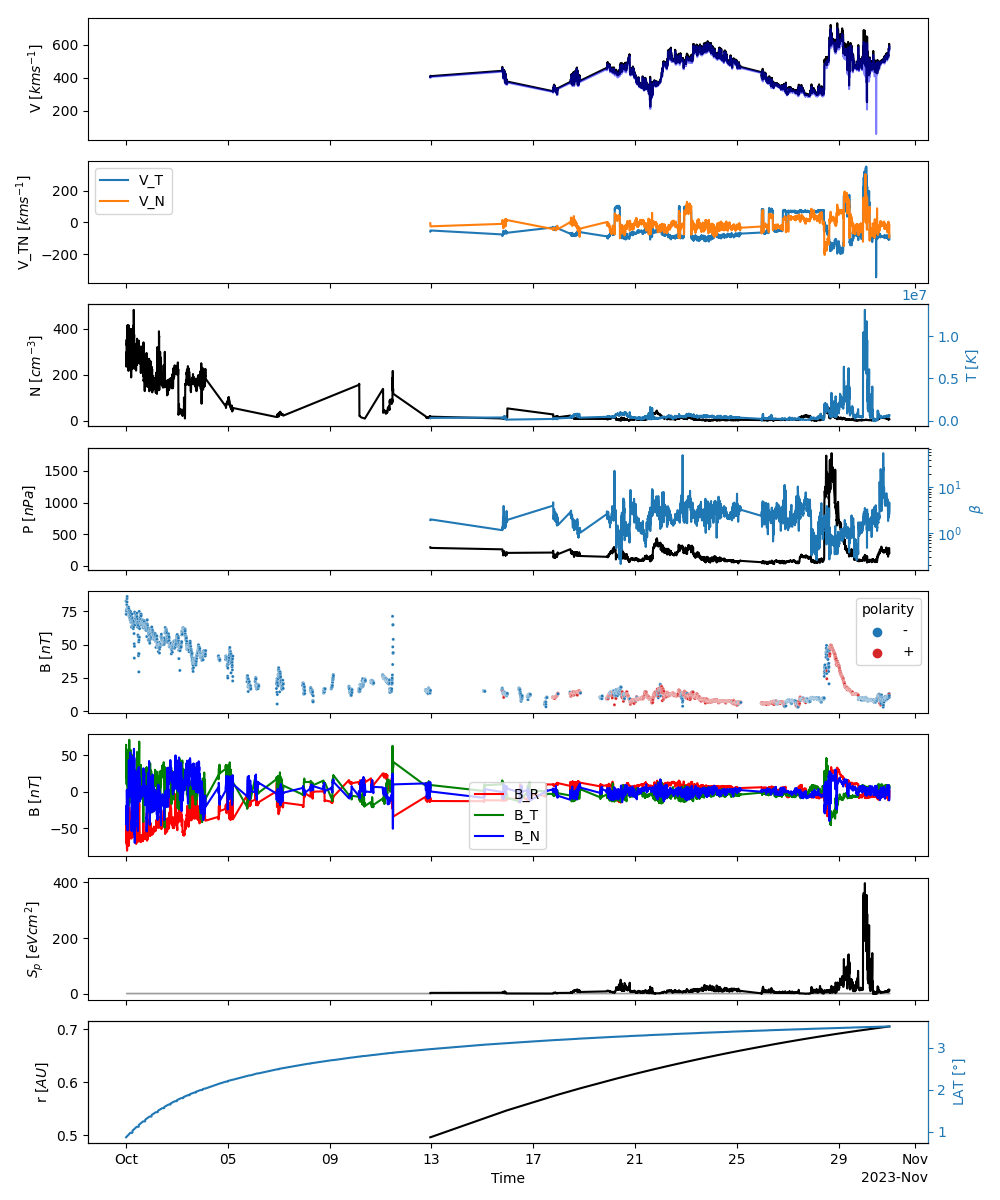 V [kms⁻¹]
600
400
200
V_TN [kms⁻¹]
200
0
−200
V_T
V_N
N [cm⁻³]
400
200
0
1e7
1.0
0.5
0.0
T [K]
P [nPa]
1500
1000
500
0
10¹
10⁰
β
B [nT]
75
50
25
0
polarity
-
+
B [nT]
50
0
−50
B_R
B_T
B_N
Sₚ [eVcm²]
400
200
0
r [AU]
0.7
0.6
0.5
3
2
1
LAT [°]
Oct 05 09 13 17 21 25 29 Nov
Time
2023-Nov